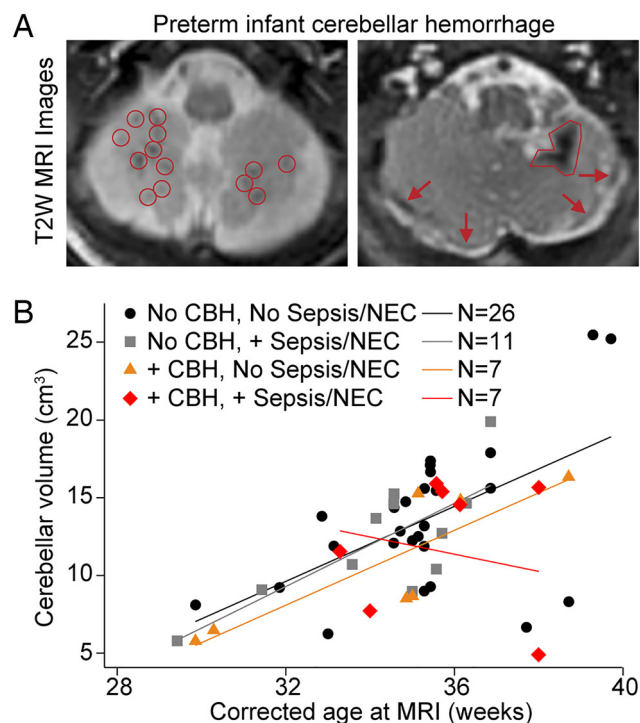 A
Preterm infant cerebellar hemorrhage
T2W MRI Images
B
No CBH, No Sepsis/NEC N=26
No CBH, + Sepsis/NEC N=11
+ CBH, No Sepsis/NEC N=7
+ CBH, + Sepsis/NEC N=7
Cerebellar volume (cm³)
25
20
15
10
5
28 32 36 40
Corrected age at MRI (weeks)